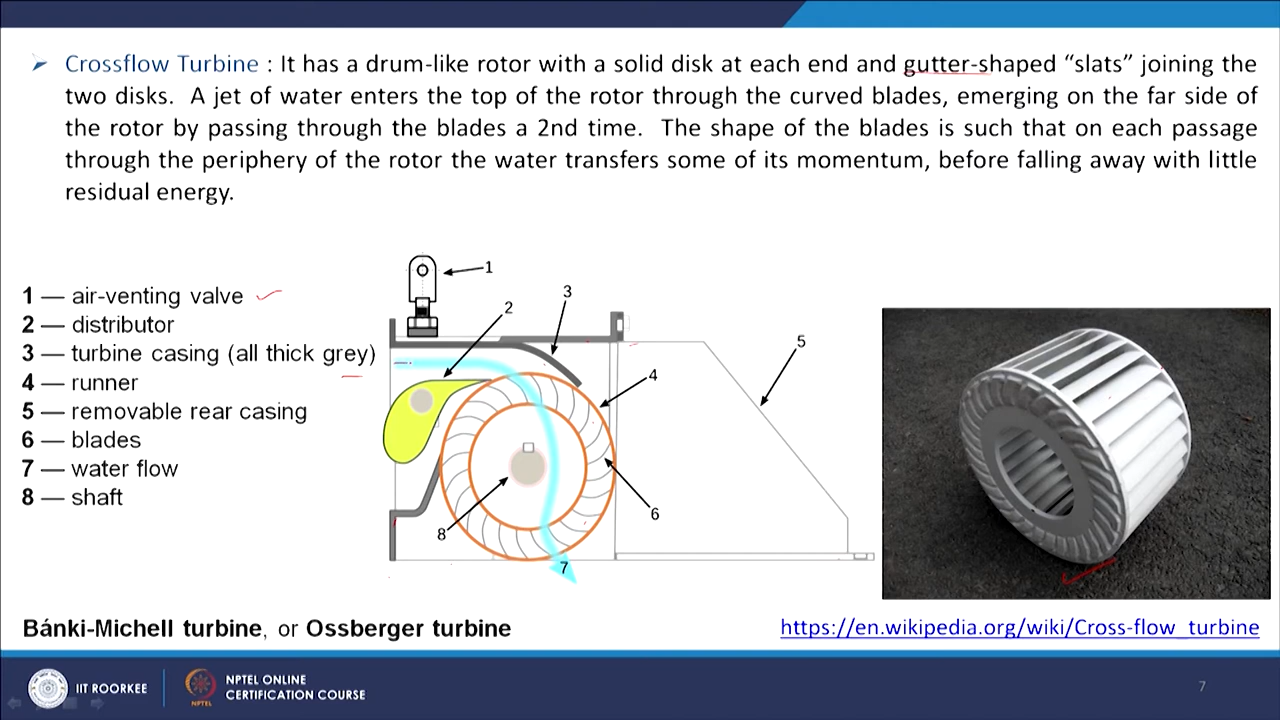 Crossflow Turbine : It has a drum-like rotor with a solid disk at each end and gutter-shaped “slats” joining the
two disks. A jet of water enters the top of the rotor through the curved blades, emerging on the far side of
the rotor by passing through the blades a 2nd time. The shape of the blades is such that on each passage
through the periphery of the rotor the water transfers some of its momentum, before falling away with little
residual energy.
1 — air-venting valve
2 — distributor
3 — turbine casing (all thick grey)
4 — runner
5 — removable rear casing
6 — blades
7 — water flow
8 — shaft
1
2
3
5
4
6
8
7
Bánki-Michell turbine, or Ossberger turbine
https://en.wikipedia.org/wiki/Cross-flow_turbine
IIT ROORKEE
NPTEL
NPTEL ONLINE
CERTIFICATION COURSE
7